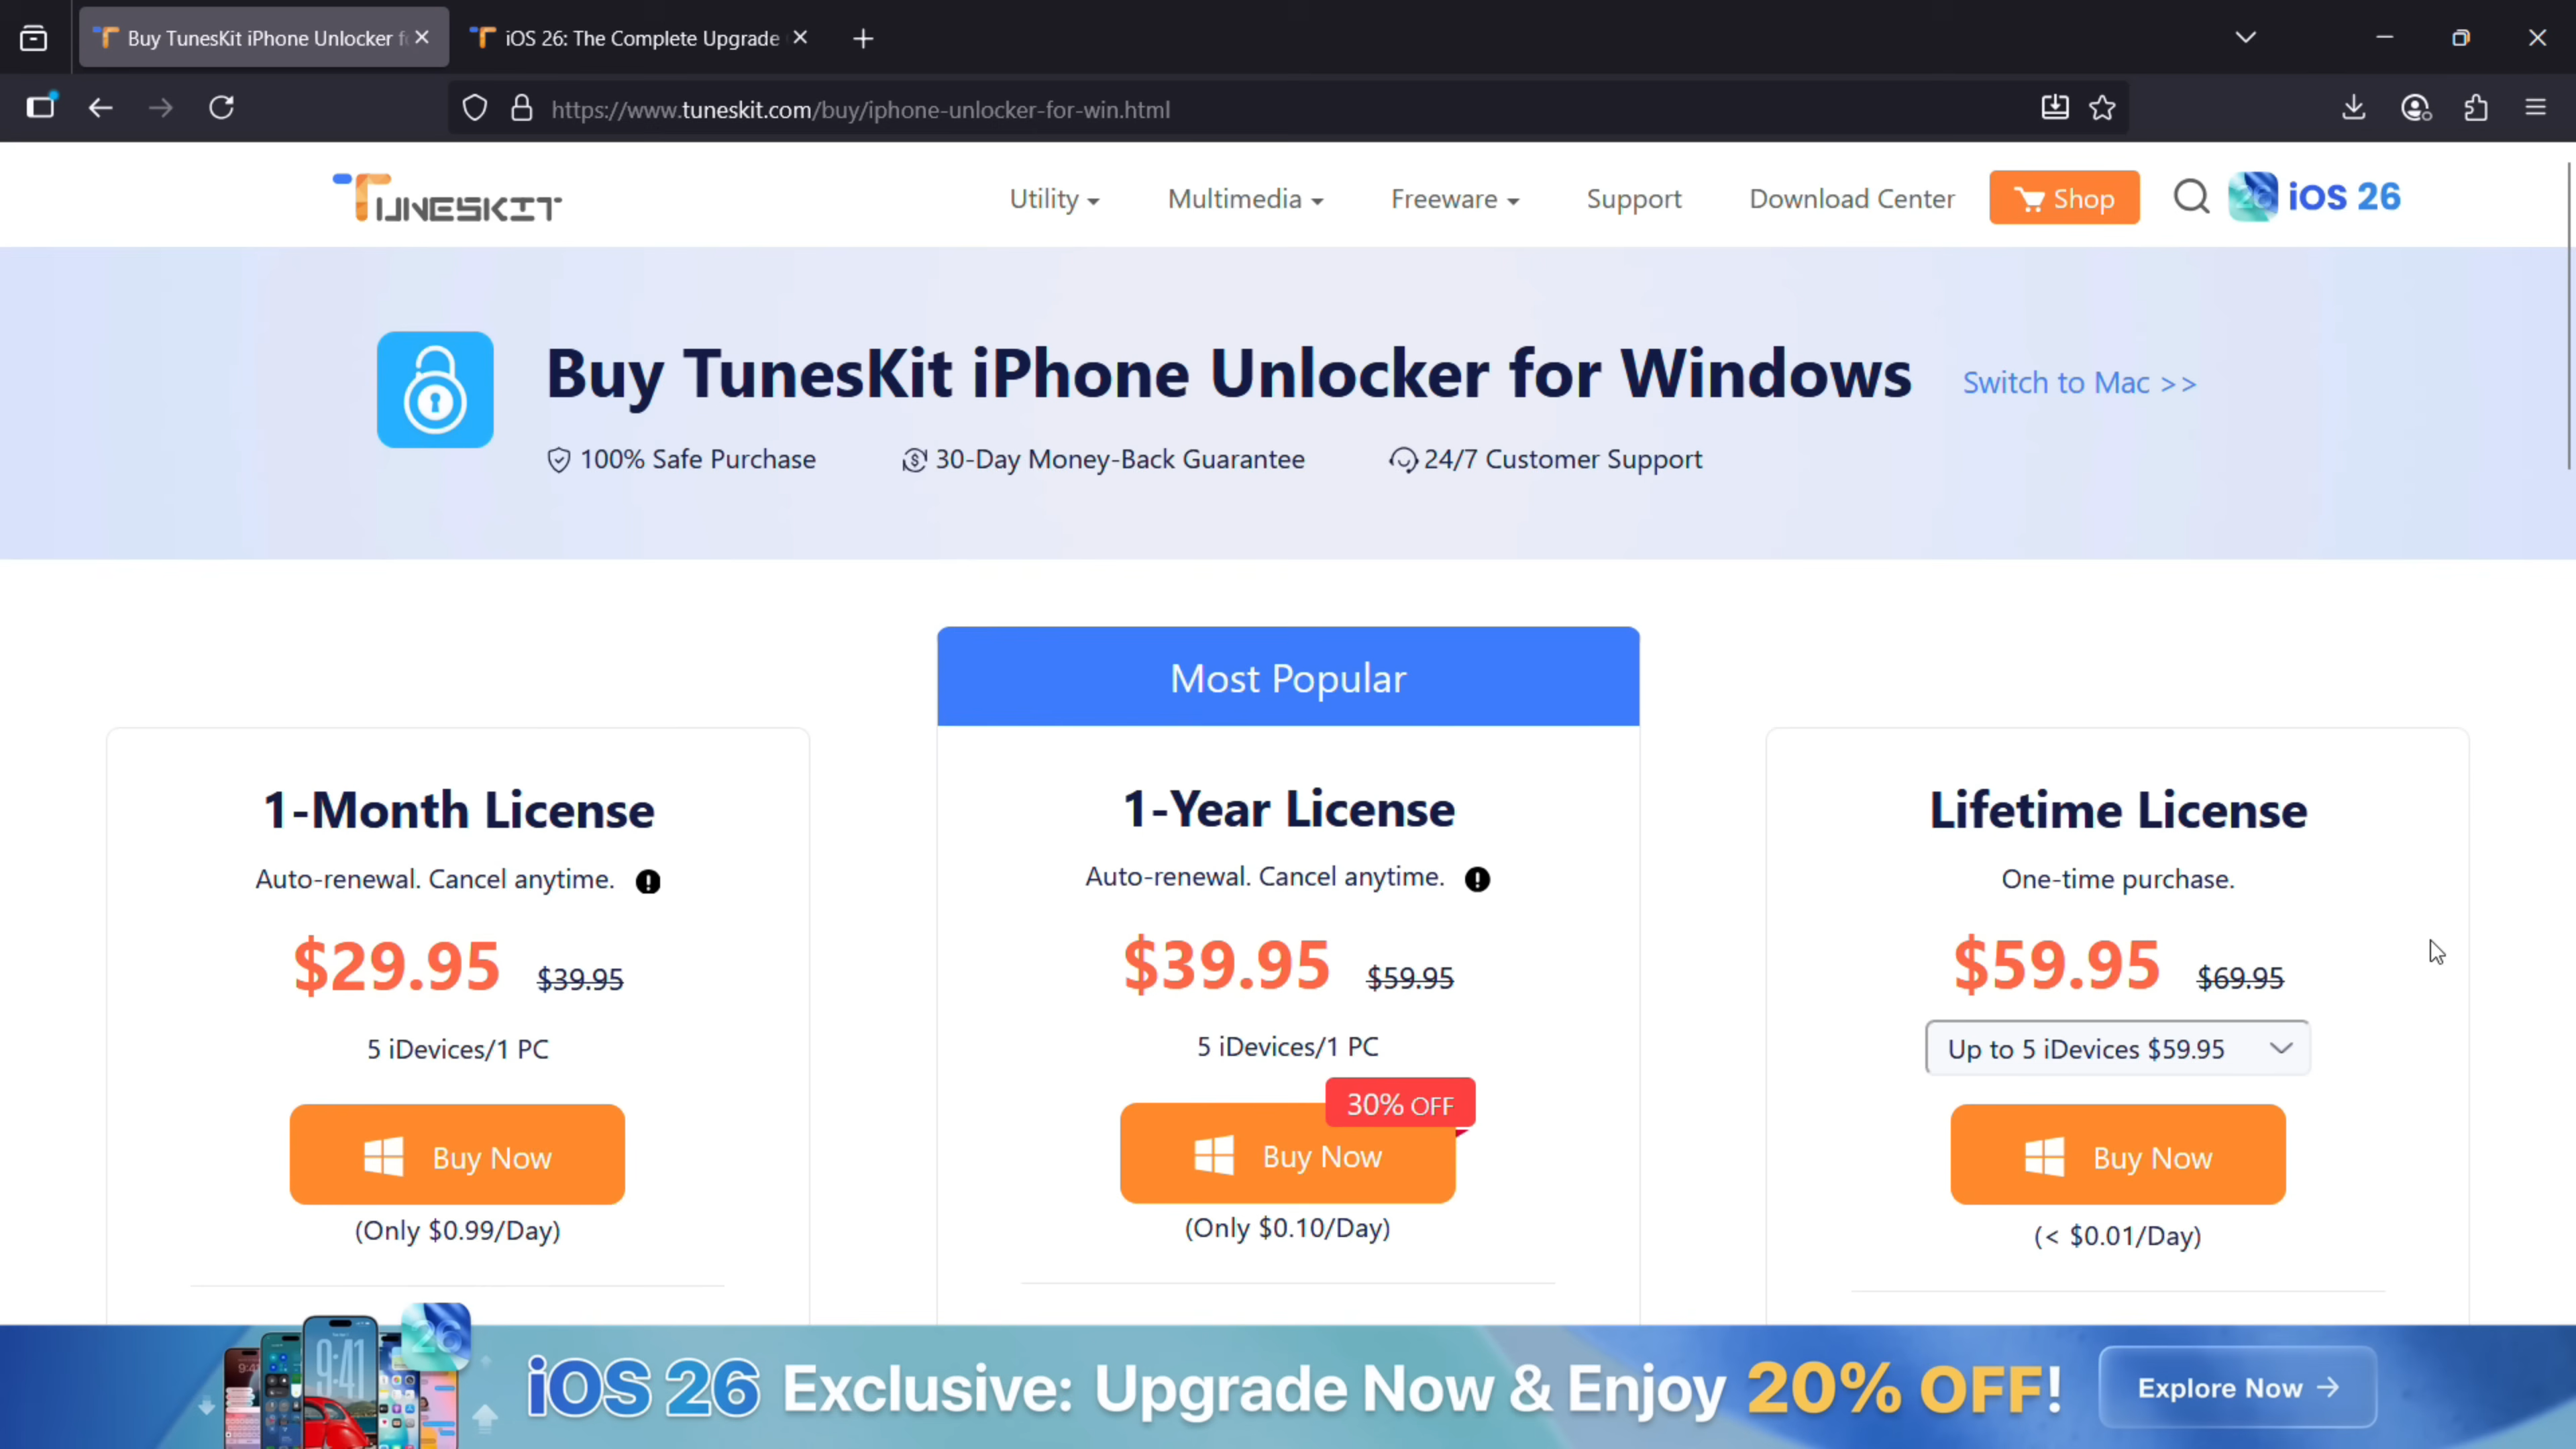 Buy TunesKit iPhone Unlocker f
iOS 26: The Complete Upgrade
https://www.tuneskit.com/buy/iphone-unlocker-for-win.html
TUNESKIT
Utility
Multimedia
Freeware
Support
Download Center
Shop
26
iOS 26
Buy TunesKit iPhone Unlocker for Windows
Switch to Mac >>
100% Safe Purchase
30-Day Money-Back Guarantee
24/7 Customer Support
Most Popular
1-Month License
Auto-renewal. Cancel anytime.
$29.95 $39.95
5 iDevices/1 PC
Buy Now
(Only $0.99/Day)
1-Year License
Auto-renewal. Cancel anytime.
$39.95 $59.95
5 iDevices/1 PC
30% OFF
Buy Now
(Only $0.10/Day)
Lifetime License
One-time purchase.
$59.95 $69.95
Up to 5 iDevices $59.95
Buy Now
(< $0.01/Day)
9:41
26
iOS 26 Exclusive: Upgrade Now & Enjoy 20% OFF!
Explore Now →